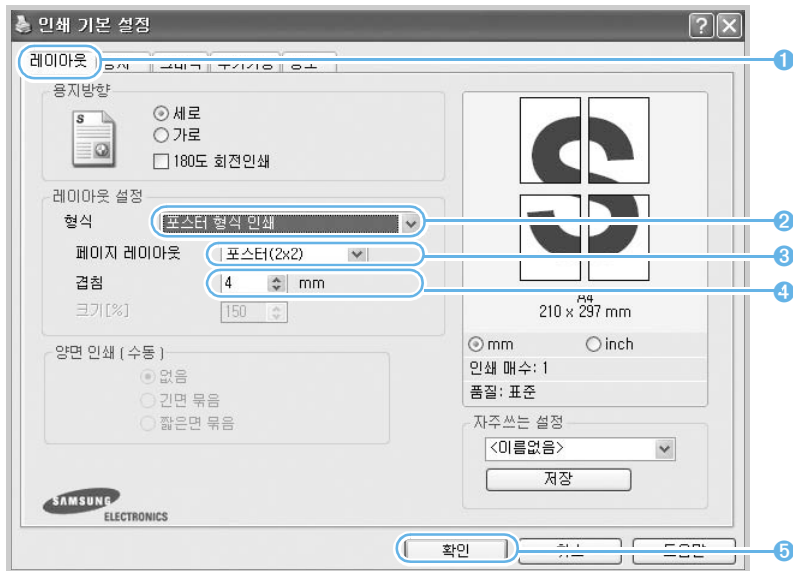 인쇄 기본 설정
레이아웃
1
용지방향
세로
가로
180도 회전인쇄
레이아웃 설정
형식 포스터 형식 인쇄
2
페이지 레이아웃 포스터(2x2)
3
겹침 4 mm
4
크기[%] 150
A4
210 x 297 mm
mm inch
인쇄 매수: 1
품질: 표준
양면 인쇄 ( 수동 )
없음
긴면 묶음
짧은면 묶음
자주쓰는 설정
<이름없음>
저장
SAMSUNG
ELECTRONICS
확인
5